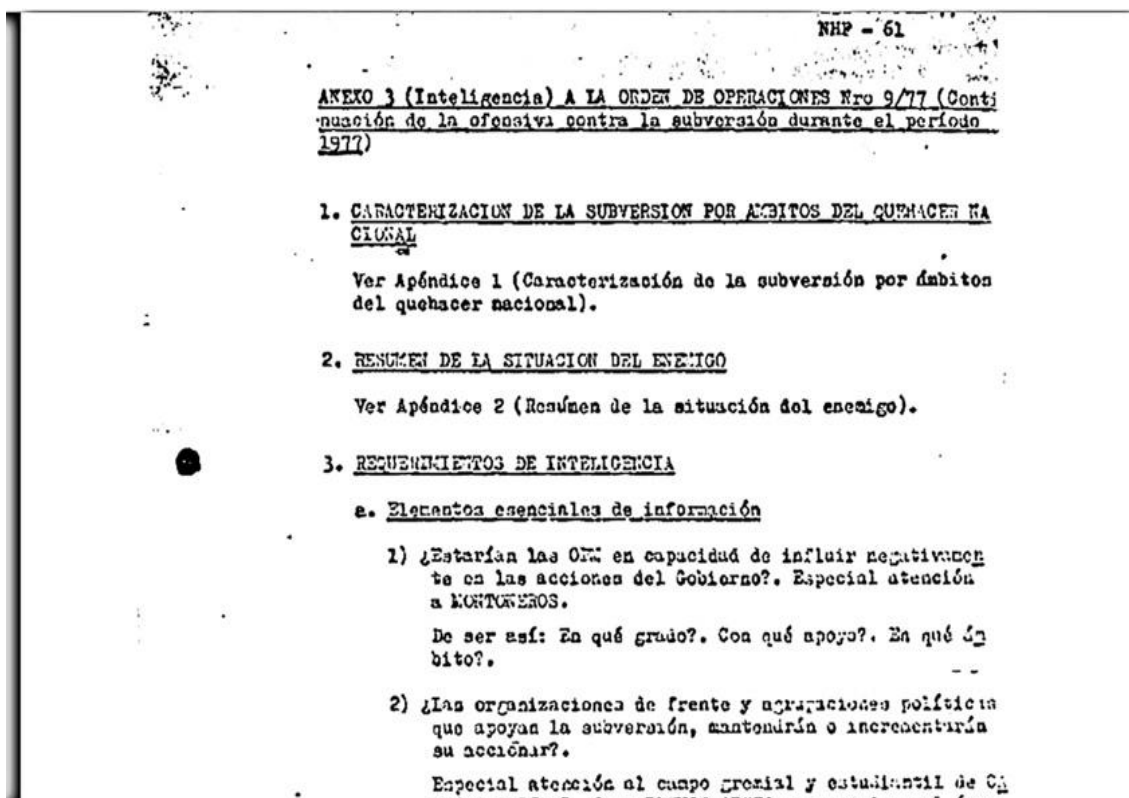 NHP - 61
ANEXO 3 (Inteligencia) A LA ORDEN DE OPERACIONES Nro 9/77 (Conti
nuación de la ofensiva contra la subversión durante el período
1977)
1. CARACTERIZACION DE LA SUBVERSION POR AMBITOS DEL QUEHACER NA
CIONAL
Ver Apéndice 1 (Caracterización de la subversión por ámbitos
del quehacer nacional).
2. RESUMEN DE LA SITUACION DEL ENEMIGO
Ver Apéndice 2 (Resúmen de la situación del enemigo).
3. REQUERIMIENTOS DE INTELIGENCIA
a. Elementos esenciales de información
1) ¿Estarían las en capacidad de influir negativamen
te en las acciones del Gobierno?. Especial atención
a MONTONEROS.
De ser así: En qué grado?. Con qué apoyo?. En qué ám
bito?.
2) ¿Las organizaciones de frente y agrupaciones políticas
que apoyan la subversión, mantendrán o incrementarán
su accionar?.
Especial atención al campo gremial y estudiantil de